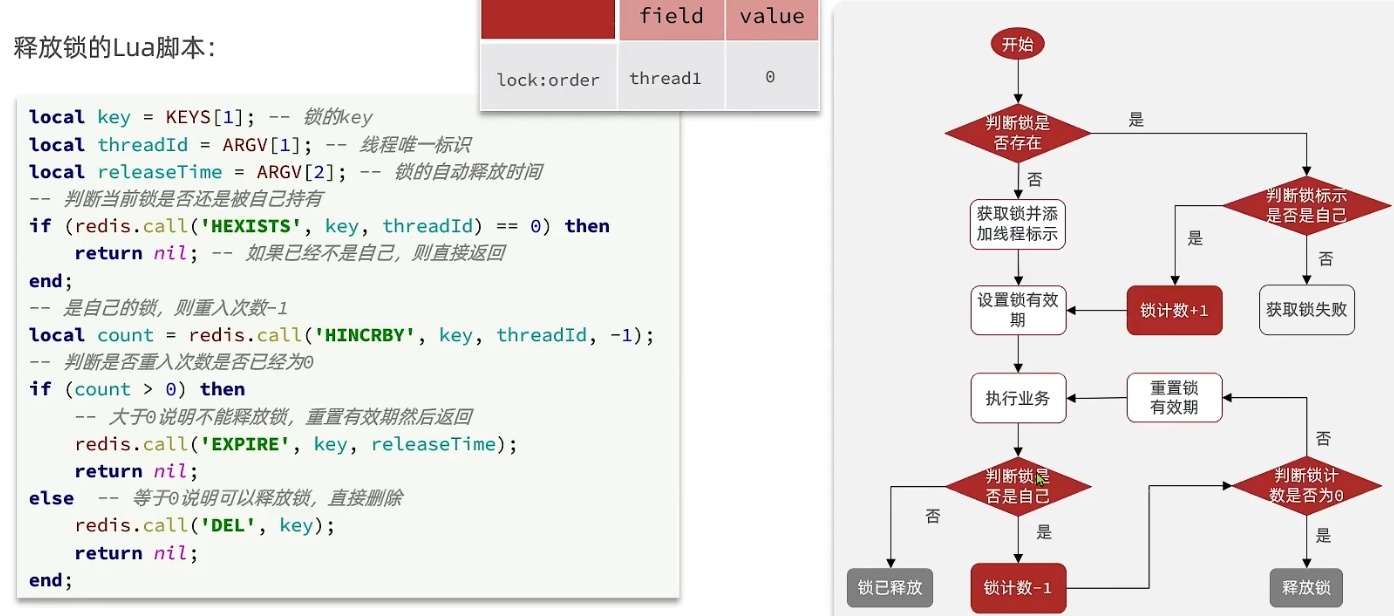 释放锁的Lua脚本：
field value
lock:order thread1 0
local key = KEYS[1]; -- 锁的key
local threadId = ARGV[1]; -- 线程唯一标识
local releaseTime = ARGV[2]; -- 锁的自动释放时间
-- 判断当前锁是否还是被自己持有
if (redis.call('HEXISTS', key, threadId) == 0) then
return nil; -- 如果已经不是自己，则直接返回
end;
-- 是自己的锁，则重入次数-1
local count = redis.call('HINCRBY', key, threadId, -1);
-- 判断是否重入次数是否已经为0
if (count > 0) then
-- 大于0说明不能释放锁，重置有效期然后返回
redis.call('EXPIRE', key, releaseTime);
return nil;
else -- 等于0说明可以释放锁，直接删除
redis.call('DEL', key);
return nil;
end;
开始
判断锁是
否存在
是
否
获取锁并添
加线程标示
判断锁标示
是否是自己
是
否
设置锁有效
期
锁计数+1
获取锁失败
执行业务
重置锁
有效期
否
判断锁是
否是自己
判断锁计
数是否为0
否
是
是
锁已释放
锁计数-1
释放锁